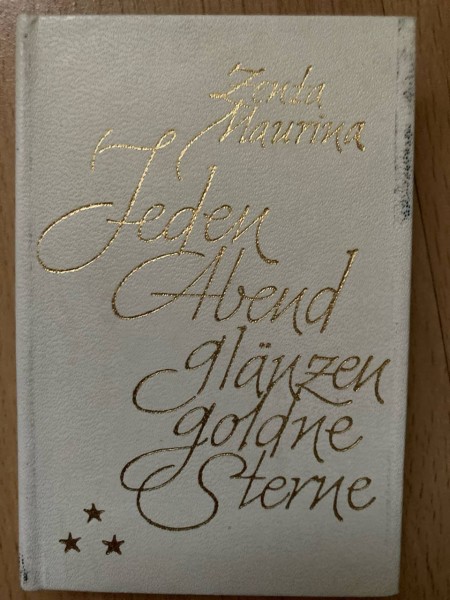 Zenta
Maurina
Jeden
Abend
glänzen
goldne
Sterne